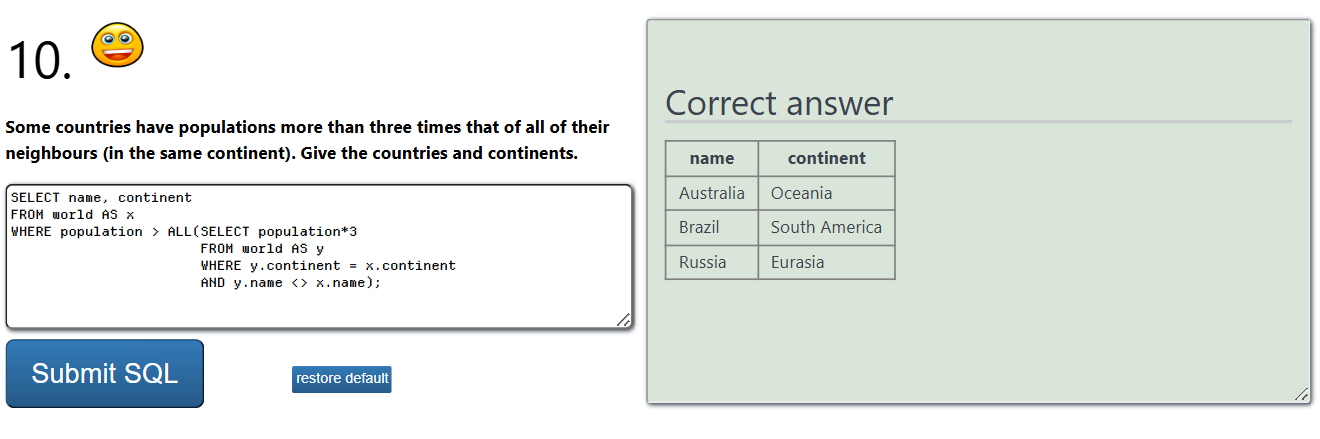 10.
Some countries have populations more than three times that of all of their
neighbours (in the same continent). Give the countries and continents.
SELECT name, continent
FROM world AS x
WHERE population > ALL(SELECT population*3
FROM world AS y
WHERE y.continent = x.continent
AND y.name <> x.name);
Submit SQL
restore default
Correct answer
name continent
Australia Oceania
Brazil South America
Russia Eurasia